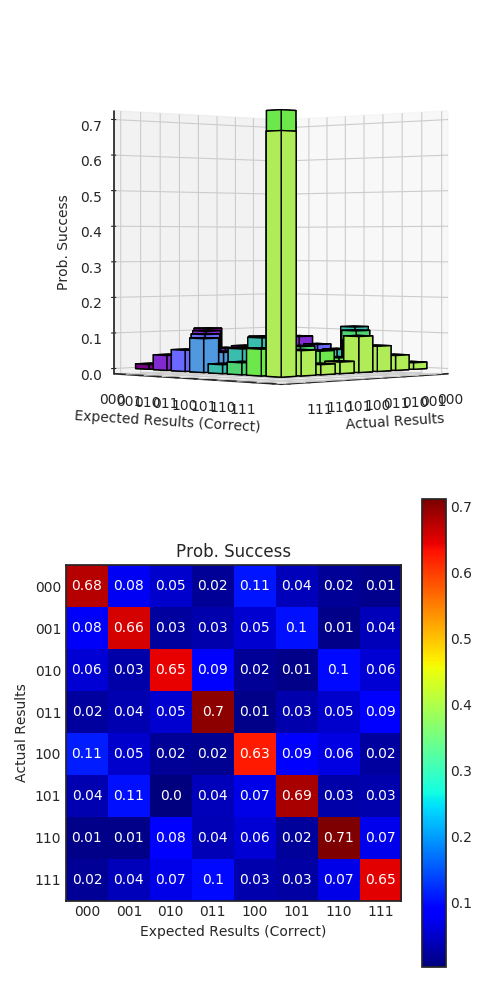 0.7
0.6
0.5
0.4
0.3
0.2
0.1
0.0
Prob. Success
000 001 010 011 100 101 110 111
Expected Results (Correct)
111 110 101 100 011 010 001 000
Actual Results
Prob. Success
000 0.68 0.08 0.05 0.02 0.11 0.04 0.02 0.01
001 0.08 0.66 0.03 0.03 0.05 0.1 0.01 0.04
010 0.06 0.03 0.65 0.09 0.02 0.01 0.1 0.06
011 0.02 0.04 0.05 0.7 0.01 0.03 0.05 0.09
100 0.11 0.05 0.02 0.02 0.63 0.09 0.06 0.02
101 0.04 0.11 0.0 0.04 0.07 0.69 0.03 0.03
110 0.01 0.01 0.08 0.04 0.06 0.02 0.71 0.07
111 0.02 0.04 0.07 0.1 0.03 0.03 0.07 0.65
Actual Results
000 001 010 011 100 101 110 111
Expected Results (Correct)
0.7
0.6
0.5
0.4
0.3
0.2
0.1